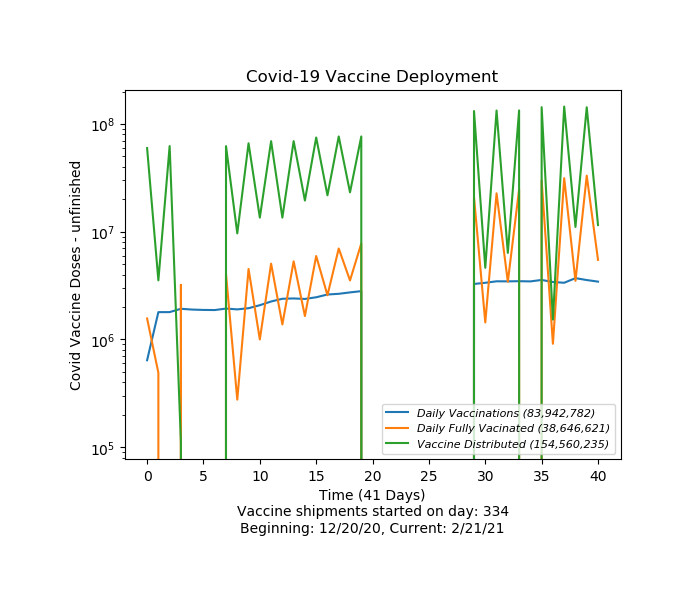 Covid-19 Vaccine Deployment
Covid Vaccine Doses - unfinished
10^8
10^7
10^6
10^5
0 5 10 15 20 25 30 35 40
Daily Vaccinations (83,942,782)
Daily Fully Vacinated (38,646,621)
Vaccine Distributed (154,560,235)
Time (41 Days)
Vaccine shipments started on day: 334
Beginning: 12/20/20, Current: 2/21/21